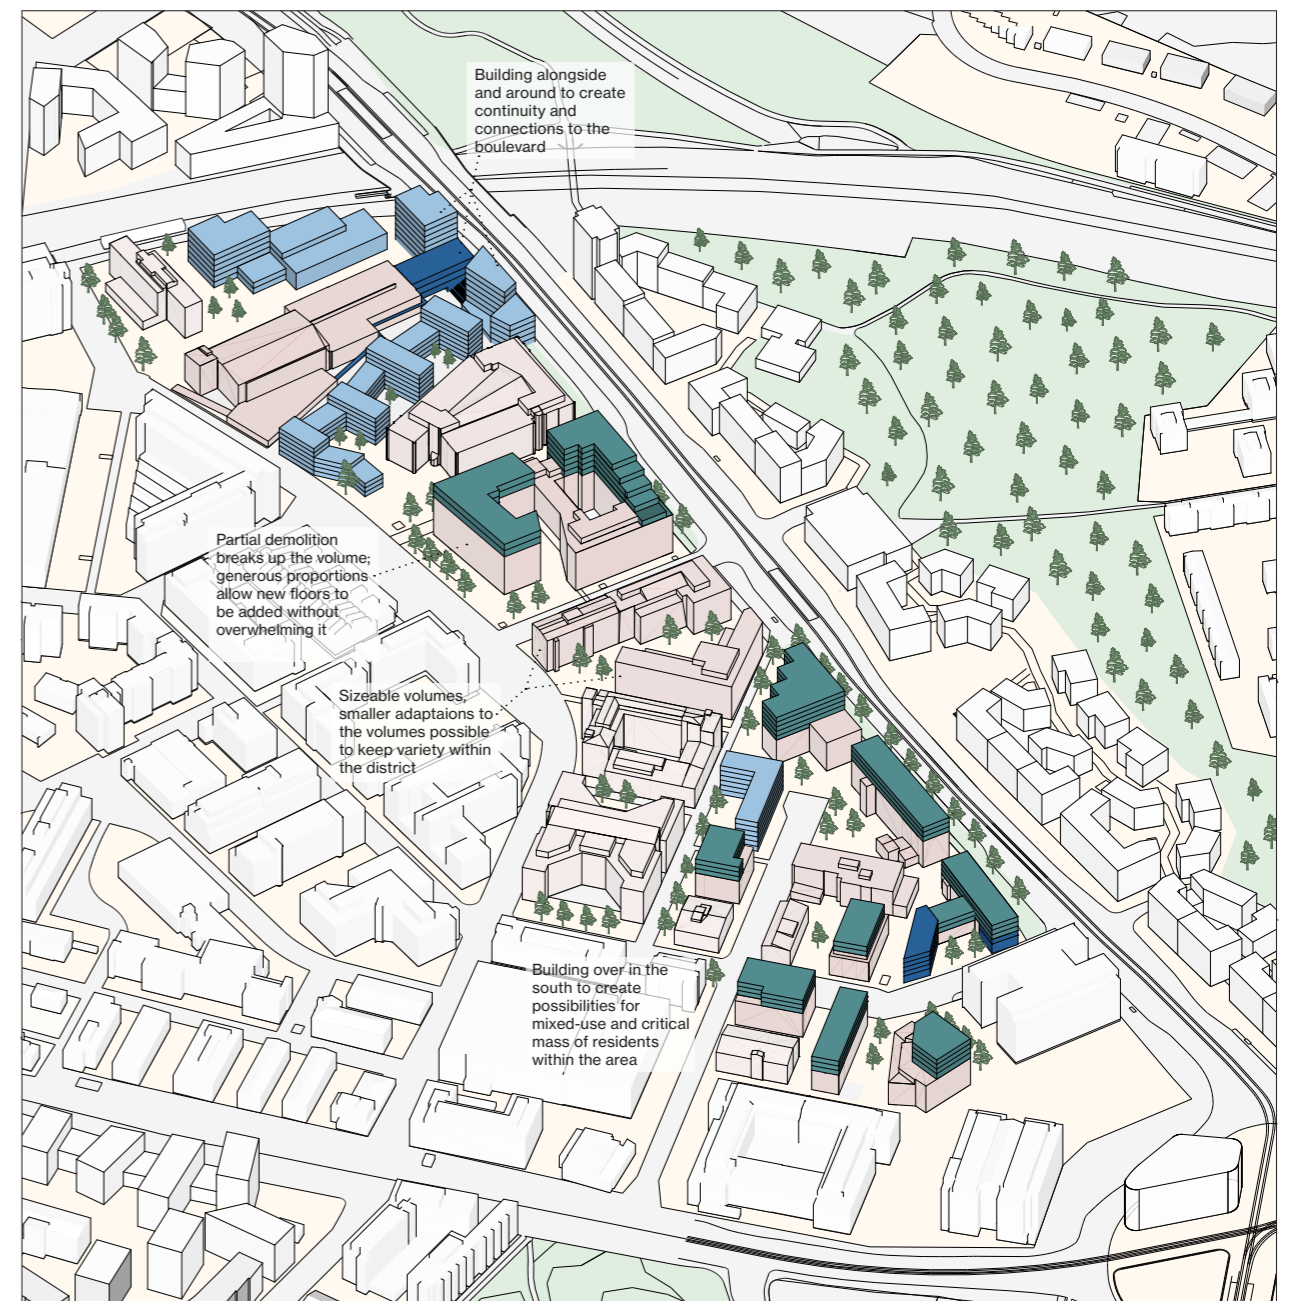 Building alongside
and around to create
continuity and
connections to the
boulevard
Partial demolition
breaks up the volume;
generous proportions
allow new floors to
be added without
overwhelming it
Sizeable volumes,
smaller adaptaions to
the volumes possible
to keep variety within
the district
Building over in the
south to create
possibilities for
mixed-use and critical
mass of residents
within the area